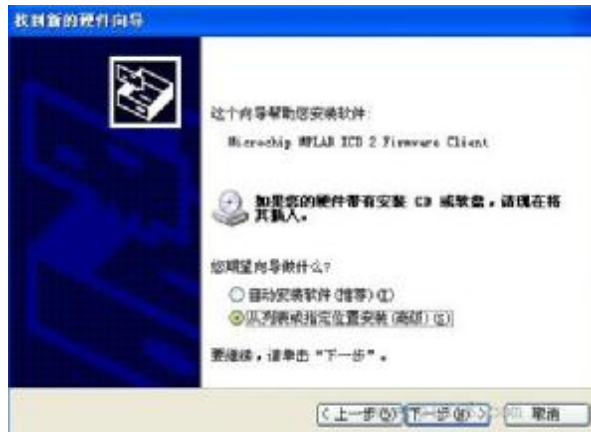 找到新的硬件向导
这个向导帮助您安装软件:
Microchip MPLAB ICD 2 Firmware Client
如果您的硬件带有安装 CD 或软盘，请现在将
其插入。
您期望向导做什么?
自动安装软件(推荐)(I)
从列表或指定位置安装(高级)(S)
要继续，请单击“下一步”。
<上一步(B)
下一步(N)>
取消